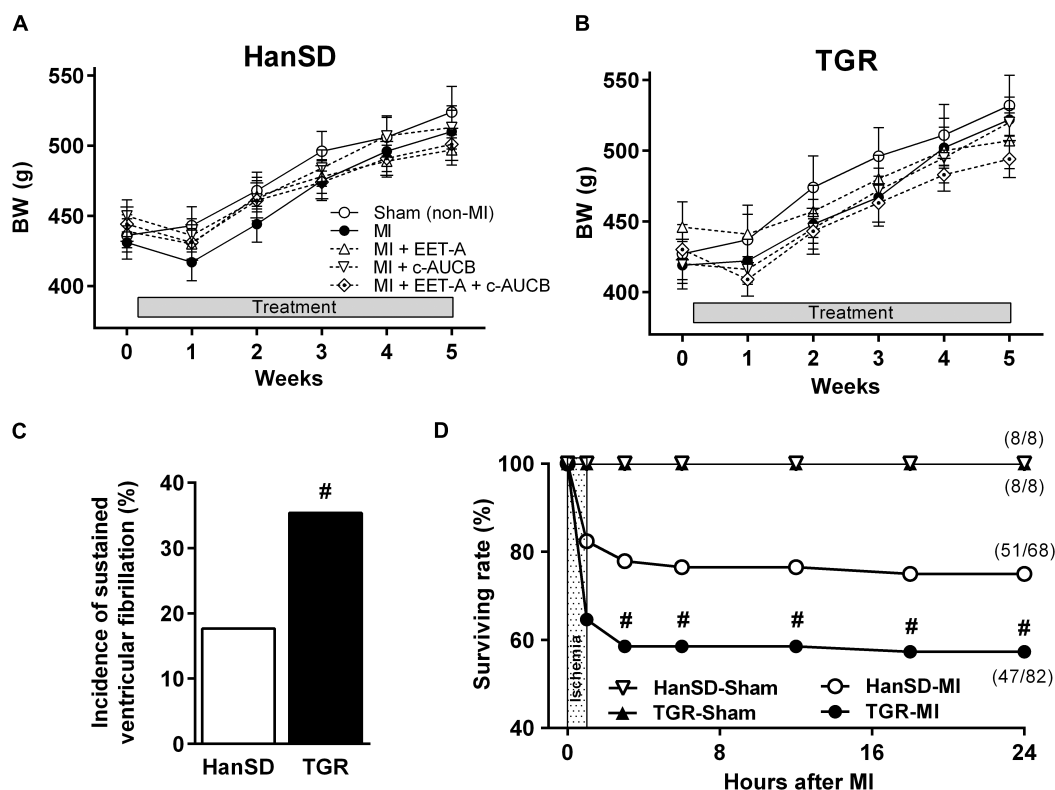 A
HanSD
550
500
450
400
BW (g)
Sham (non-MI)
MI
MI + EET-A
MI + c-AUCB
MI + EET-A + c-AUCB
Treatment
0 1 2 3 4 5
Weeks
B
TGR
550
500
450
400
BW (g)
Treatment
0 1 2 3 4 5
Weeks
C
Incidence of sustained
ventricular fibrillation (%)
40
30
20
10
0
#
HanSD TGR
D
Surviving rate (%)
100
80
60
40
(8/8)
(8/8)
(51/68)
# # # # #
(47/82)
Ischemia
HanSD-Sham
TGR-Sham
HanSD-MI
TGR-MI
0 8 16 24
Hours after MI